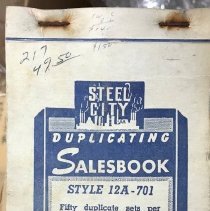 217
49.50
STEEL
CITY
DUPLICATING
SALESBOOK
STYLE 12A-701
Fifty duplicate sets per